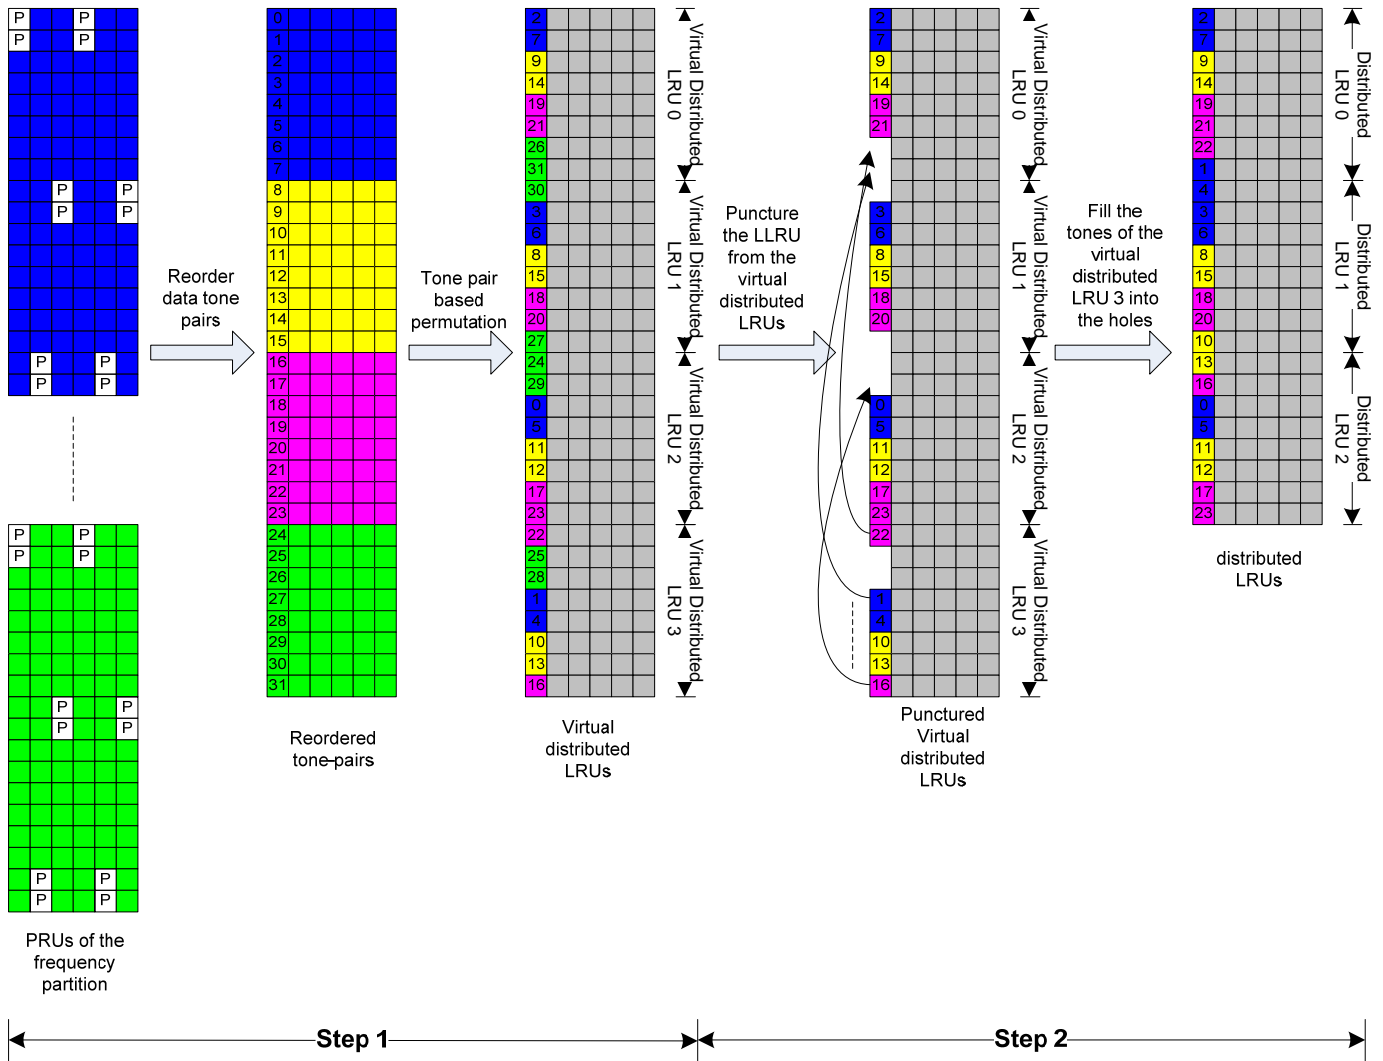 P P
P P
P P
P P
P P
P P
P P
P P
P P
P P
P P
P P
PRUs of the
frequency
partition
Reorder
data tone
pairs
0
1
2
3
4
5
6
7
8
9
10
11
12
13
14
15
16
17
18
19
20
21
22
23
24
25
26
27
28
29
30
31
Reordered
tone-pairs
Tone pair
based
permutation
2
7
9
14
19
21
26
31
30
3
6
8
15
18
20
27
24
29
0
5
11
12
17
23
22
25
28
1
4
10
13
16
Virtual Distributed
LRU 0
Virtual Distributed
LRU 1
Virtual Distributed
LRU 2
Virtual Distributed
LRU 3
Virtual
distributed
LRUs
Puncture
the LLRU
from the
virtual
distributed
LRUs
2
7
9
14
19
21
3
6
8
15
18
20
0
5
11
12
17
23
22
1
4
10
13
16
Virtual Distributed
LRU 0
Virtual Distributed
LRU 1
Virtual Distributed
LRU 2
Virtual Distributed
LRU 3
Punctured
Virtual
distributed
LRUs
Fill the
tones of the
virtual
distributed
LRU 3 into
the holes
2
7
9
14
19
21
22
1
4
3
6
8
15
18
20
10
13
16
0
5
11
12
17
23
Distributed
LRU 0
Distributed
LRU 1
Distributed
LRU 2
distributed
LRUs
Step 1
Step 2